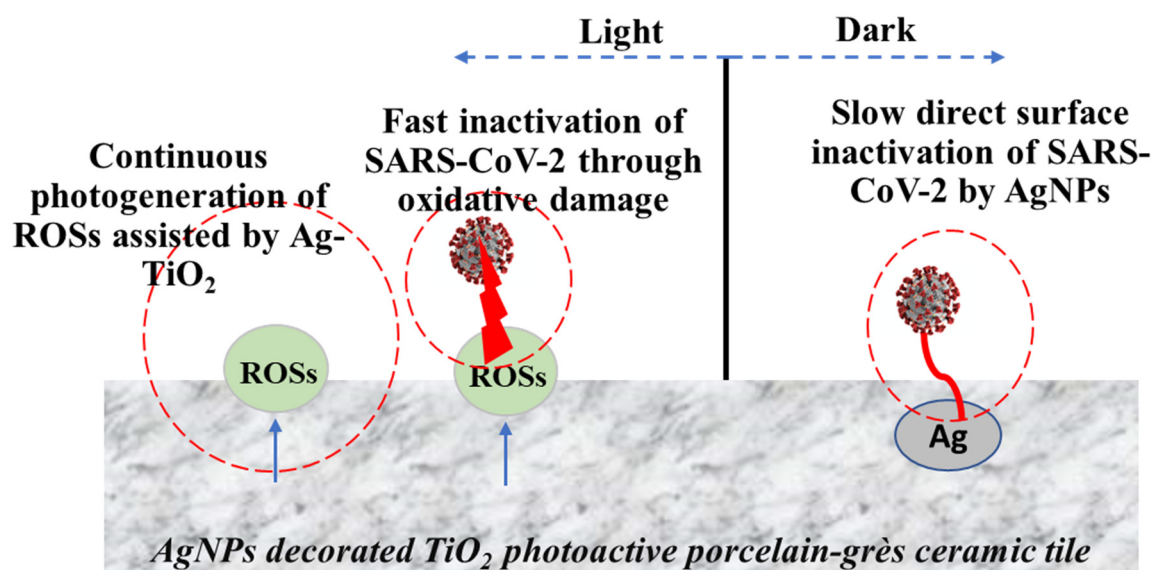 Light
Dark
Continuous
photogeneration of
ROSs assisted by Ag-
TiO₂
Fast inactivation of
SARS-CoV-2 through
oxidative damage
Slow direct surface
inactivation of SARS-
CoV-2 by AgNPs
ROSs
ROSs
Ag
AgNPs decorated TiO₂ photoactive porcelain-grès ceramic tile